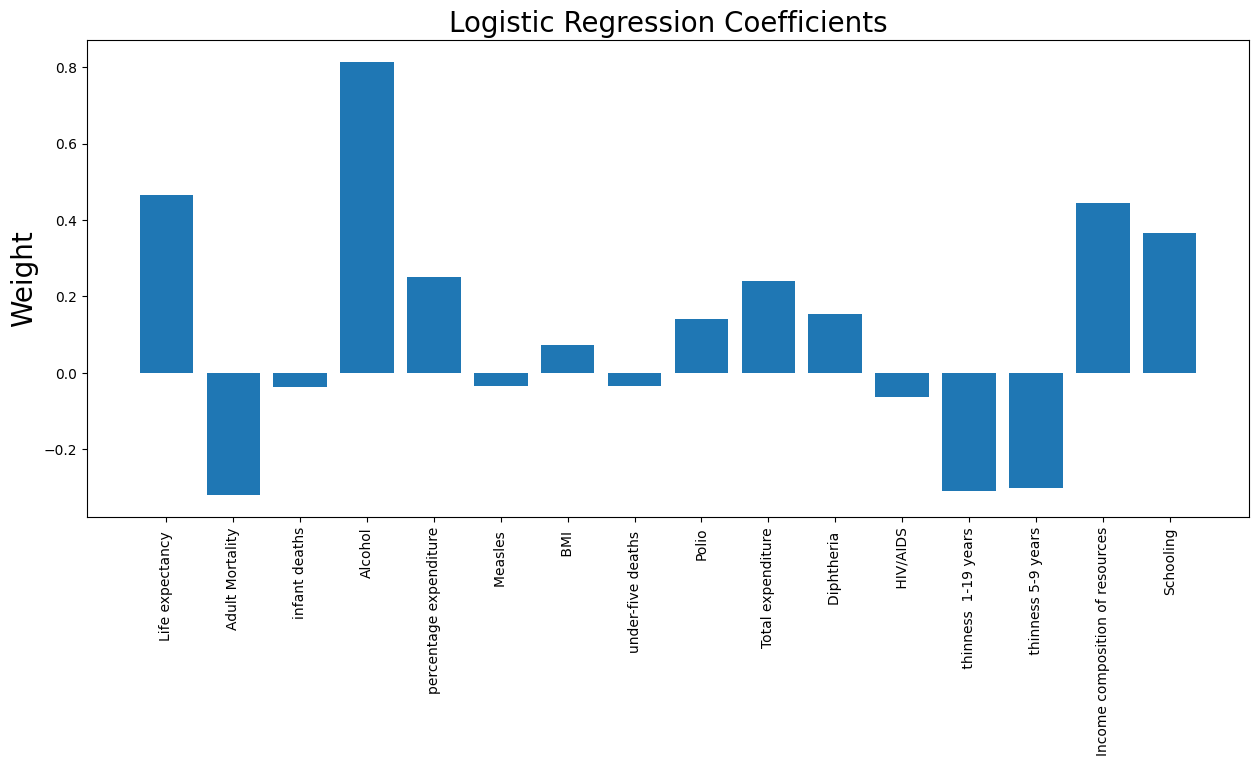 Logistic Regression Coefficients
Weight
0.8
0.6
0.4
0.2
0.0
−0.2
Life expectancy
Adult Mortality
infant deaths
Alcohol
percentage expenditure
Measles
BMI
under-five deaths
Polio
Total expenditure
Diphtheria
HIV/AIDS
thinness  1-19 years
thinness 5-9 years
Income composition of resources
Schooling